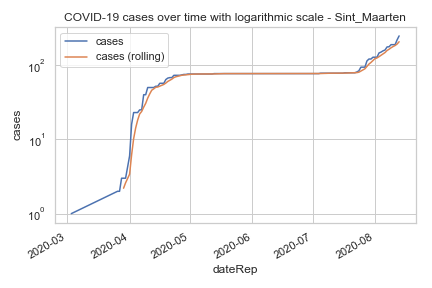 COVID-19 cases over time with logarithmic scale - Sint_Maarten
cases
cases (rolling)
10²
10¹
10⁰
cases
2020-03
2020-04
2020-05
2020-06
2020-07
2020-08
dateRep